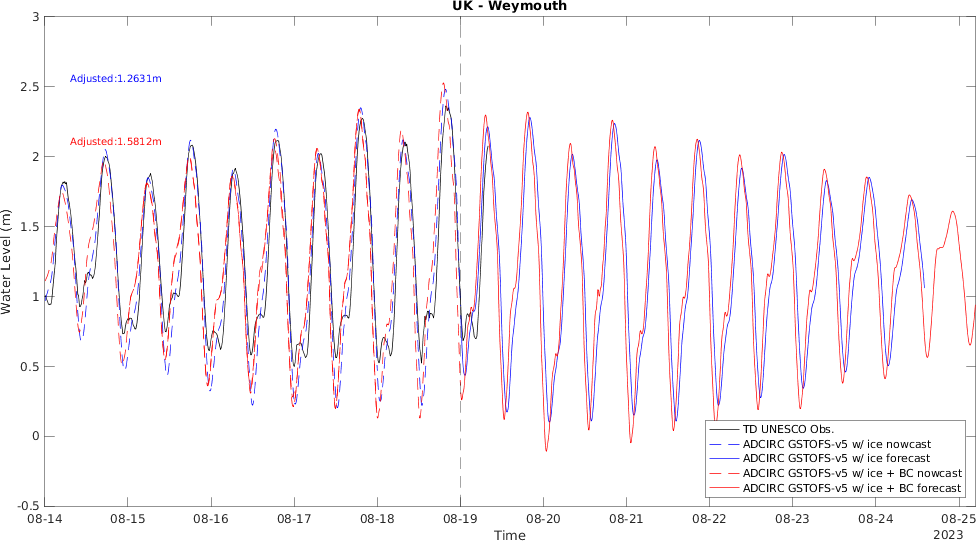 UK - Weymouth
Adjusted:1.2631m
Adjusted:1.5812m
Water Level (m)
3
2.5
2
1.5
1
0.5
0
-0.5
TD UNESCO Obs.
ADCIRC GSTOFS-v5 w/ ice nowcast
ADCIRC GSTOFS-v5 w/ ice forecast
ADCIRC GSTOFS-v5 w/ ice + BC nowcast
ADCIRC GSTOFS-v5 w/ ice + BC forecast
08-14 08-15 08-16 08-17 08-18 08-19 08-20 08-21 08-22 08-23 08-24 08-25
Time
2023